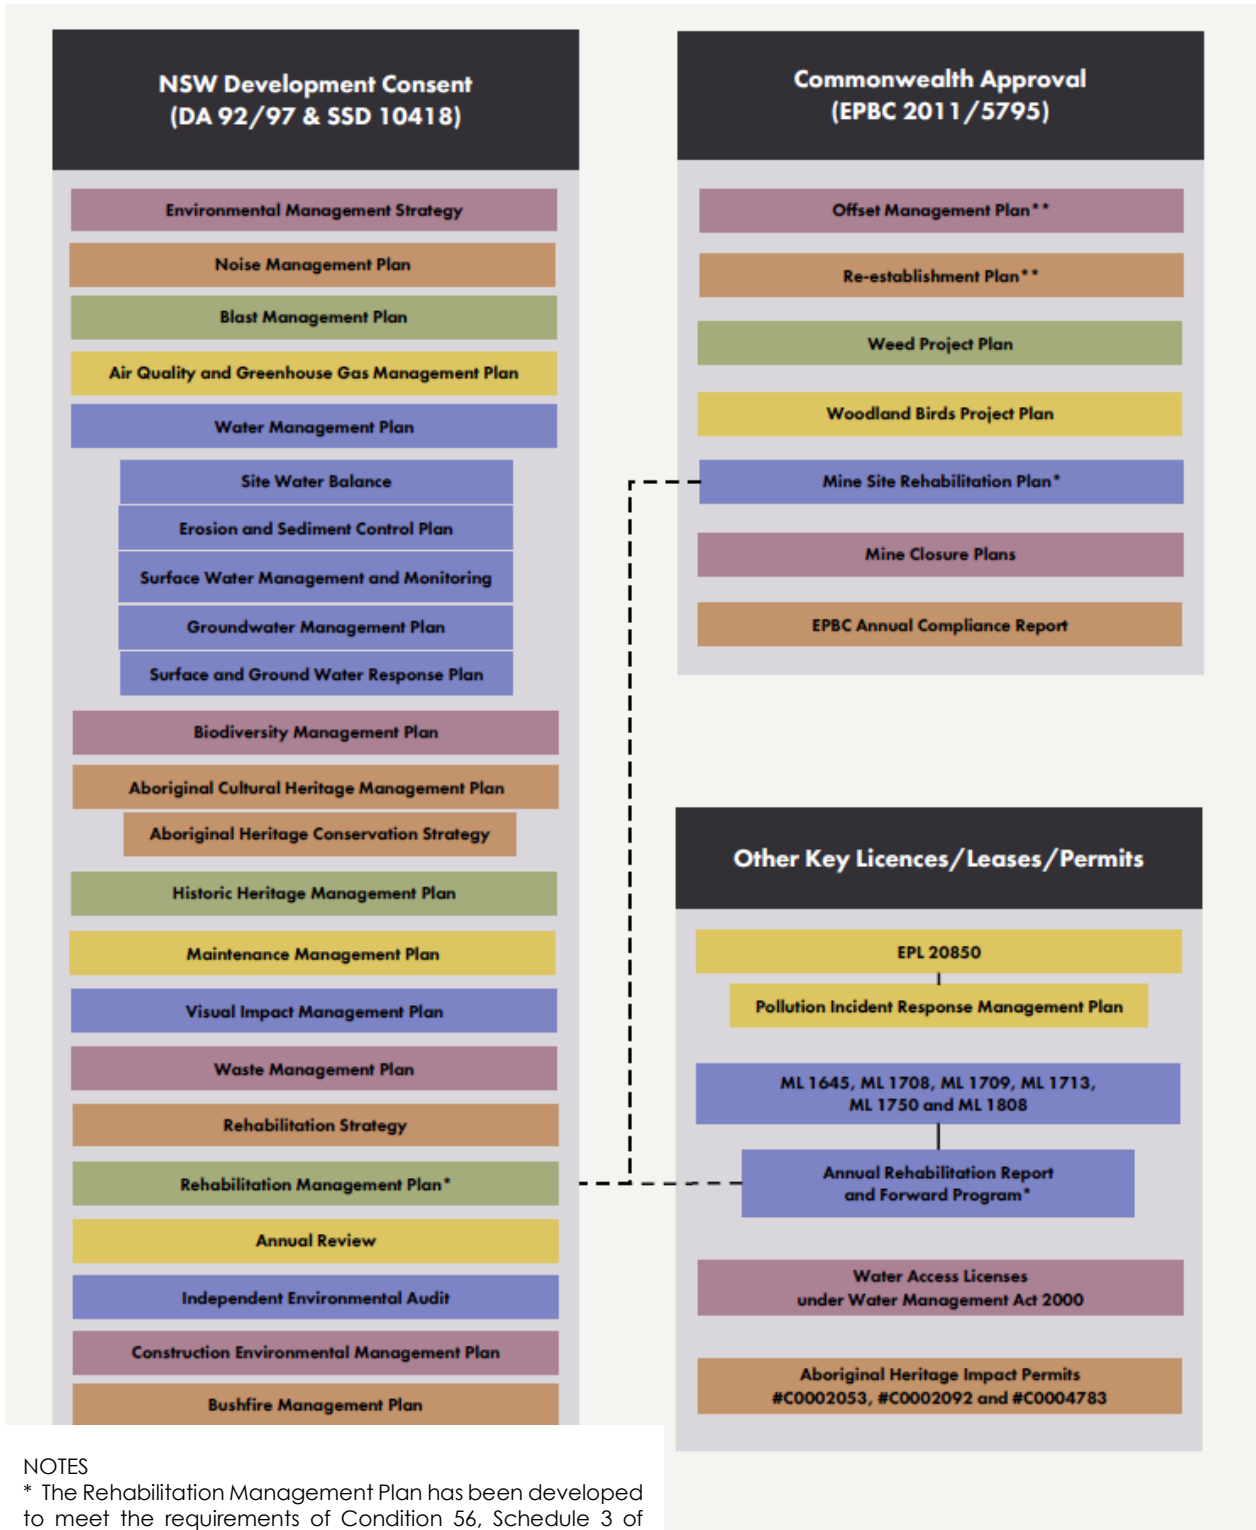 NSW Development Consent
(DA 92/97 & SSD 10418)
Environmental Management Strategy
Noise Management Plan
Blast Management Plan
Air Quality and Greenhouse Gas Management Plan
Water Management Plan
Site Water Balance
Erosion and Sediment Control Plan
Surface Water Management and Monitoring
Groundwater Management Plan
Surface and Ground Water Response Plan
Biodiversity Management Plan
Aboriginal Cultural Heritage Management Plan
Aboriginal Heritage Conservation Strategy
Historic Heritage Management Plan
Maintenance Management Plan
Visual Impact Management Plan
Waste Management Plan
Rehabilitation Strategy
Rehabilitation Management Plan*
Annual Review
Independent Environmental Audit
Construction Environmental Management Plan
Bushfire Management Plan
Commonwealth Approval
(EPBC 2011/5795)
Offset Management Plan**
Re-establishment Plan**
Weed Project Plan
Woodland Birds Project Plan
Mine Site Rehabilitation Plan*
Mine Closure Plans
EPBC Annual Compliance Report
Other Key Licences/Leases/Permits
EPL 20850
Pollution Incident Response Management Plan
ML 1645, ML 1708, ML 1709, ML 1713,
ML 1750 and ML 1808
Annual Rehabilitation Report
and Forward Program*
Water Access Licenses
under Water Management Act 2000
Aboriginal Heritage Impact Permits
#C0002053, #C0002092 and #C0004783
NOTES
* The Rehabilitation Management Plan has been developed
to meet the requirements of Condition 56, Schedule 3 of